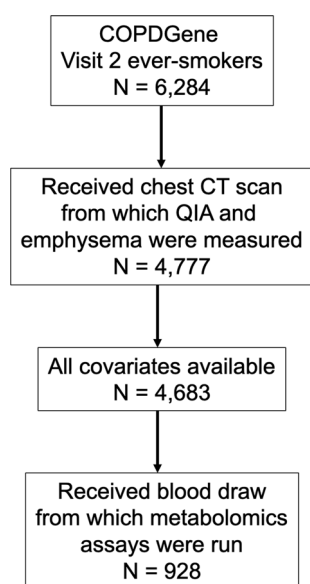 COPDGene
Visit 2 ever-smokers
N = 6,284
Received chest CT scan
from which QIA and
emphysema were measured
N = 4,777
All covariates available
N = 4,683
Received blood draw
from which metabolomics
assays were run
N = 928